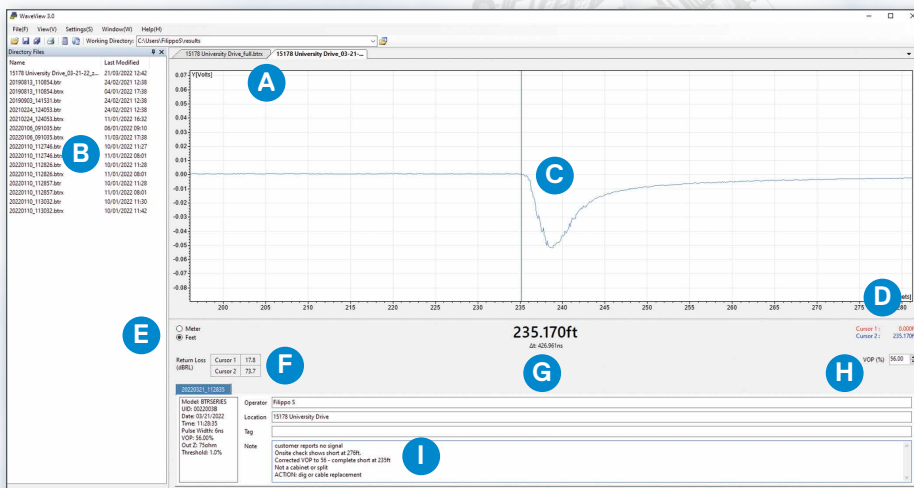 WaveView 3.0
File(F) View(V) Settings(S) Window(W) Help(H)
Working Directory: C:\Users\FilippoS\results
Directory Files
15178 University Drive_full.btrx
15178 University Drive_03-21-...
Name Last Modified
15178 University Drive_03-21-22_z... 21/03/2022 12:42
20190813_110854.btr 24/02/2021 12:38
20190813_110854.btrx 04/01/2022 17:38
20190903_141531.btr 24/02/2021 12:38
20210224_124053.btr 24/02/2021 12:38
20210224_124053.btrx 11/01/2022 16:32
20220106_091035.btr 06/01/2022 09:10
20220106_091035.btrx 11/03/2022 17:38
20220110_112746.btr 10/01/2022 11:27
20220110_112746.btrx 11/01/2022 08:01
20220110_112826.btr 10/01/2022 11:28
20220110_112826.btrx 11/01/2022 08:01
20220110_112857.btr 10/01/2022 11:28
20220110_112857.btrx 11/01/2022 08:01
20220110_113032.btr 10/01/2022 11:30
20220110_113032.btrx 10/01/2022 11:42
A
B
C
D
E
F
G
H
I
Y[Volts]
0.07
0.06
0.05
0.04
0.03
0.02
0.01
0.00
-0.01
-0.02
-0.03
-0.04
-0.05
-0.06
-0.07
-0.08
200 205 210 215 220 225 230 235 240 245 250 255 260 265 270 275 280
Meter
Feet
235.170ft
Δt: 426.961ns
Cursor 1: 0.000ft
Cursor 2: 235.170ft
Return Loss (dBRL)
Cursor 1 17.8
Cursor 2 73.7
VOP (%) 56.00
20220321_112835
Model: BTRSERIES
UID: 0022003B
Date: 03/21/2022
Time: 11:28:35
Pulse Width: 6ns
VOP: 56.00%
Out Z: 75ohm
Threshold: 1.0%
Operator Filippo S
Location 15178 University Drive
Tag
Note
customer reports no signal
Onsite check shows short at 276ft.
Corrected VOP to 56 - complete short at 235ft
Not a cabinet or split
ACTION: dig or cable replacement